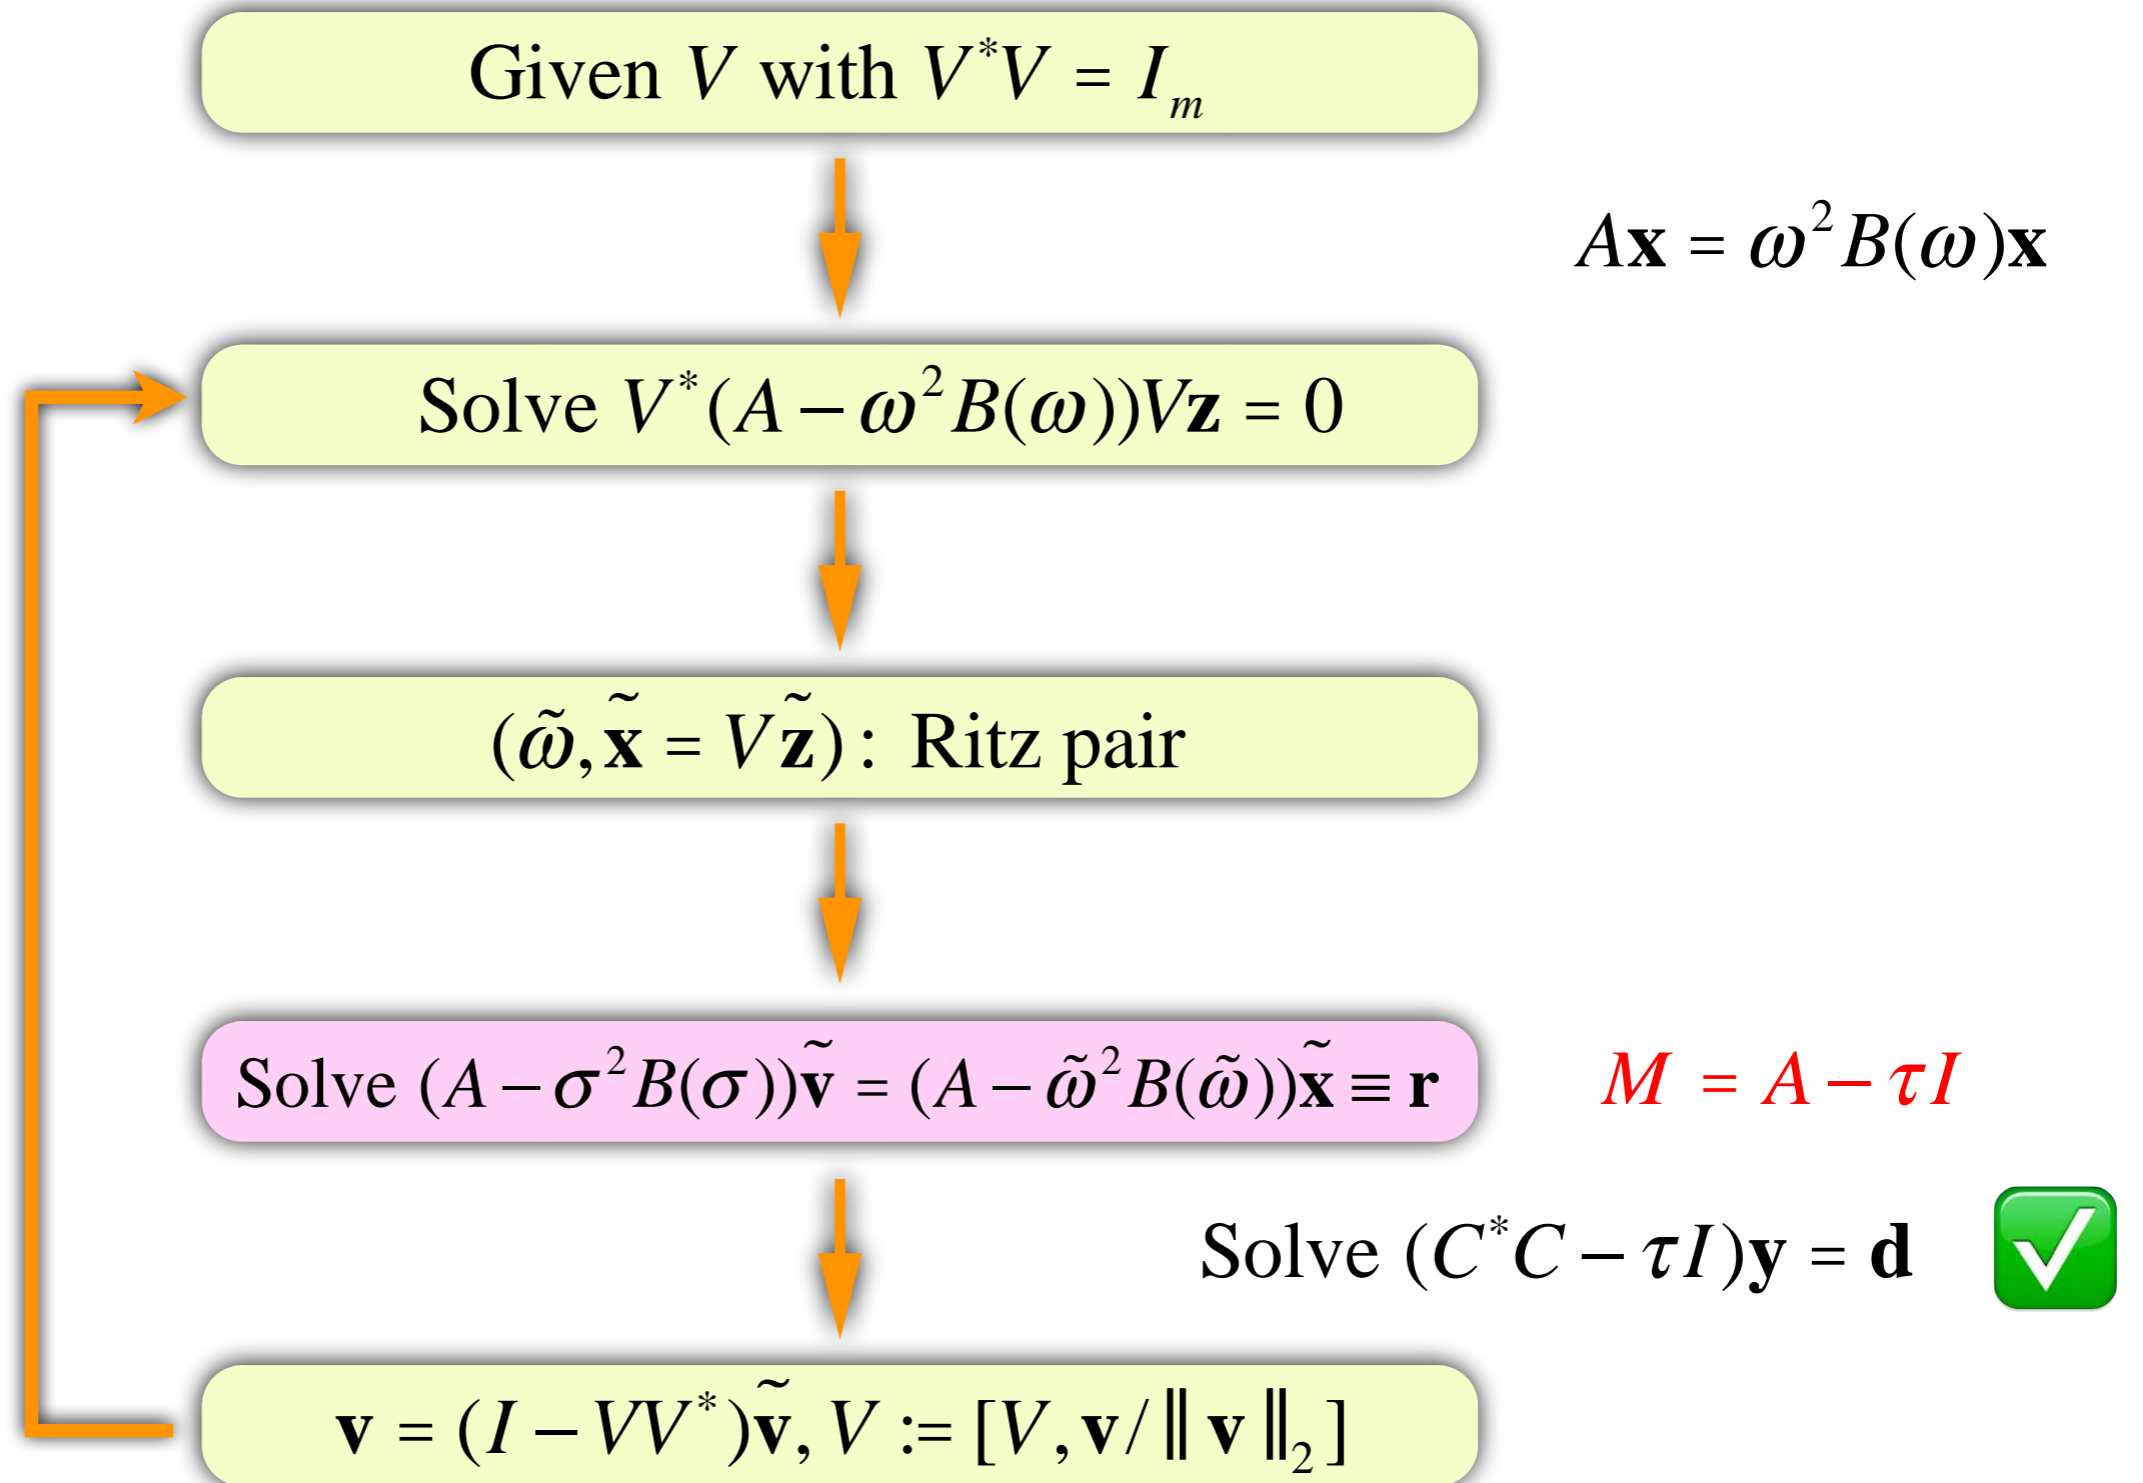 Given V with V*V = I_m
Ax = ω²B(ω)x
Solve V*(A − ω²B(ω))Vz = 0
(ω̃, x̃ = Vz̃) : Ritz pair
Solve (A − σ²B(σ))ṽ = (A − ω̃²B(ω̃))x̃ ≡ r
M = A − τI
Solve (C*C − τI)y = d
v = (I − VV*)ṽ, V := [V, v/‖v‖₂]